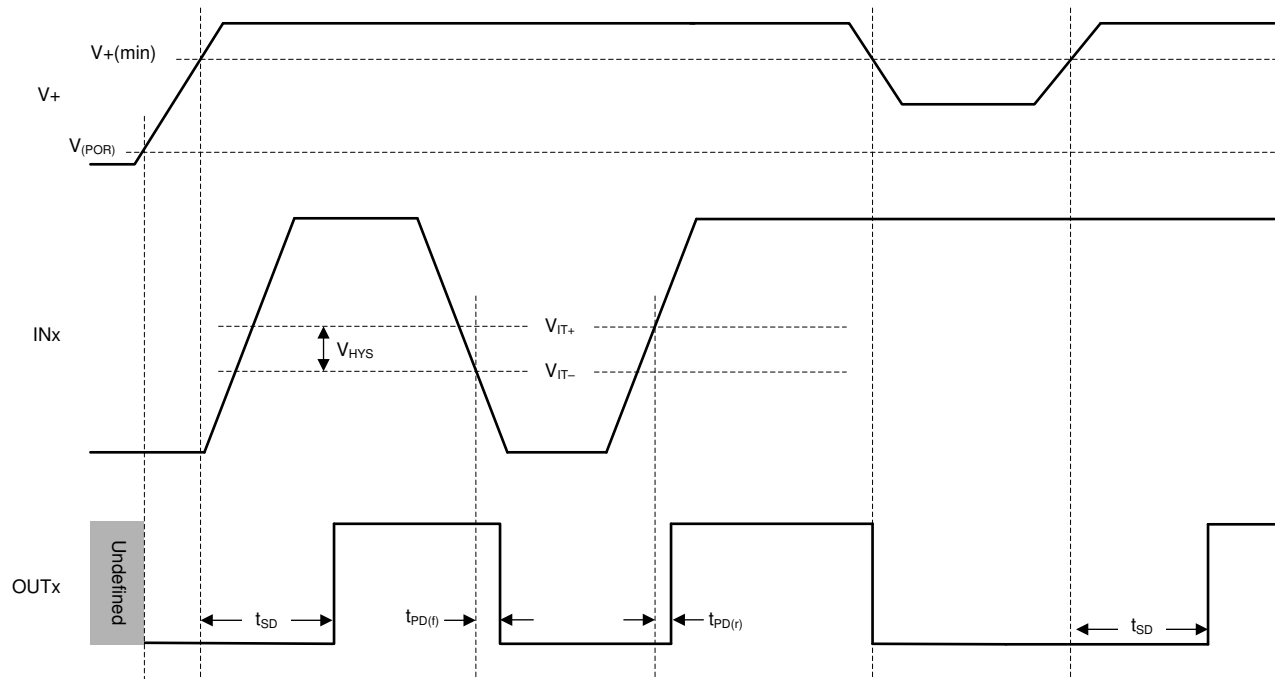 V+(min)
V+
V(POR)
INx
VIT+
VHYS
VIT–
OUTx
Undefined
tSD
tPD(f)
tPD(r)
tSD